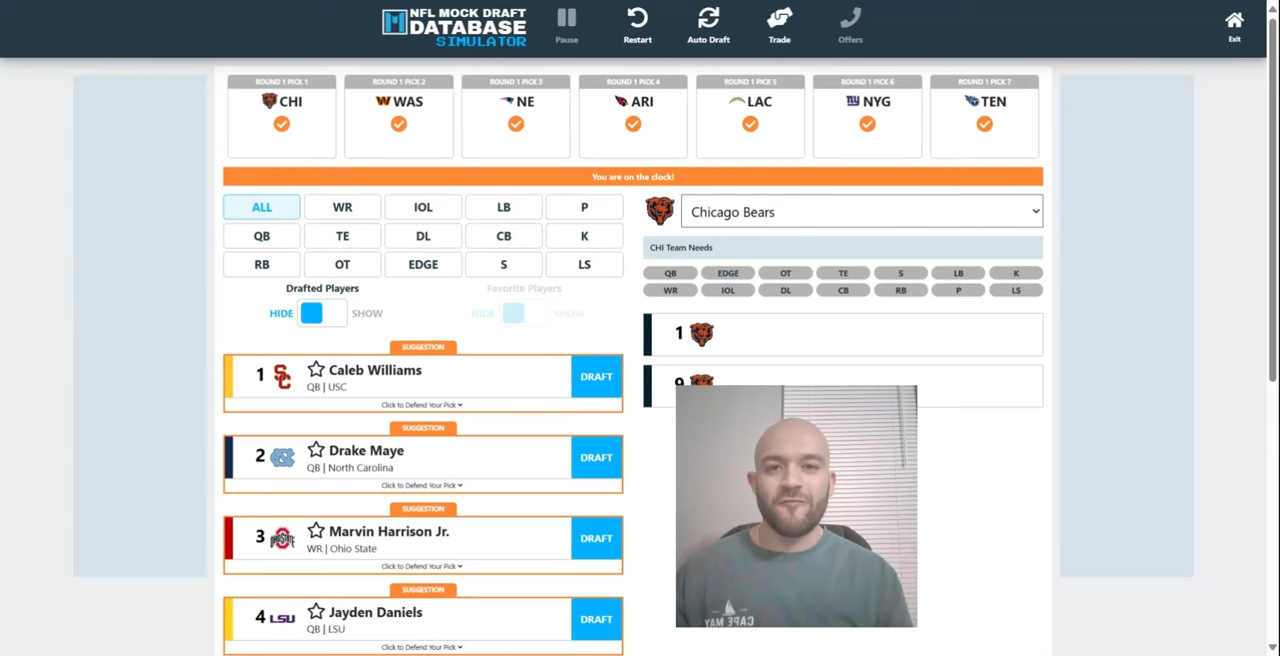 NFL MOCK DRAFT
DATABASE
SIMULATOR
Pause
Restart
Auto Draft
Trade
Offers
Exit
ROUND 1 PICK 1
CHI
ROUND 1 PICK 2
WAS
ROUND 1 PICK 3
NE
ROUND 1 PICK 4
ARI
ROUND 1 PICK 5
LAC
ROUND 1 PICK 6
NYG
ROUND 1 PICK 7
TEN
You are on the clock!
ALL WR IOL LB P
QB TE DL CB K
RB OT EDGE S LS
Drafted Players
HIDE SHOW
Favorite Players
HIDE SHOW
SUGGESTION
1 Caleb Williams
QB | USC
DRAFT
Click to Defend Your Pick
SUGGESTION
2 Drake Maye
QB | North Carolina
DRAFT
Click to Defend Your Pick
SUGGESTION
3 OHIO STATE Marvin Harrison Jr.
WR | Ohio State
DRAFT
Click to Defend Your Pick
SUGGESTION
4 LSU Jayden Daniels
QB | LSU
DRAFT
Click to Defend Your Pick
Chicago Bears
CHI Team Needs
QB EDGE OT TE S LB K
WR IOL DL CB RB P LS
1
9
CAPE MAY